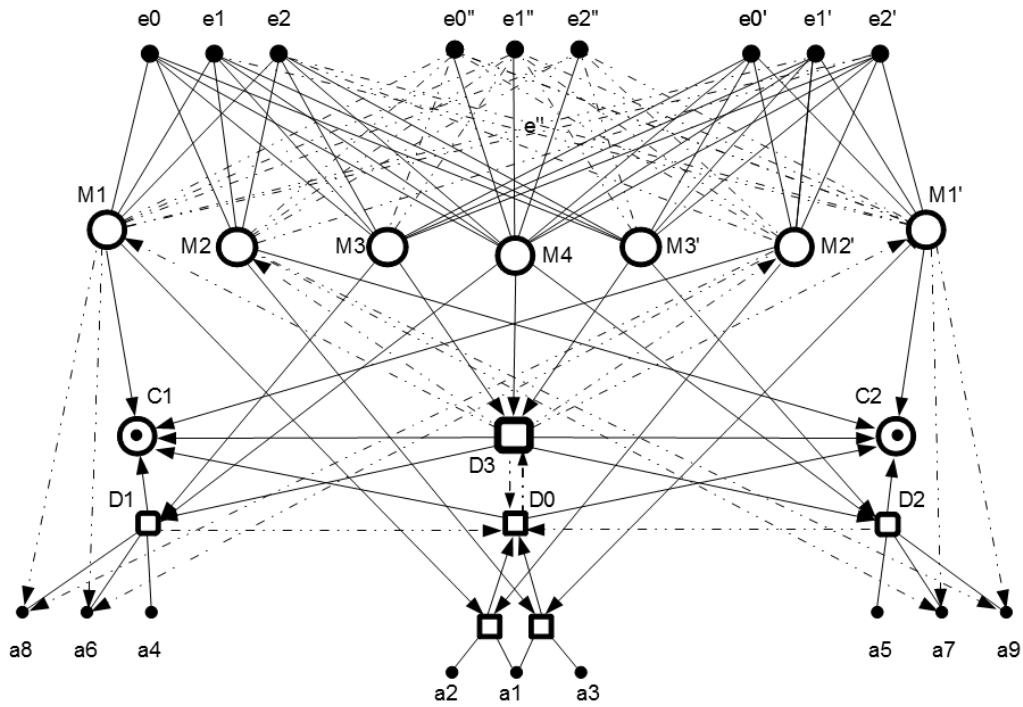 e0 e1 e2 e0" e1" e2" e0' e1' e2'
e"
M1 M1'
M2 M3 M4 M3' M2'
C1 C2
D3
D1 D0 D2
a8 a6 a4 a5 a7 a9
a2 a1 a3